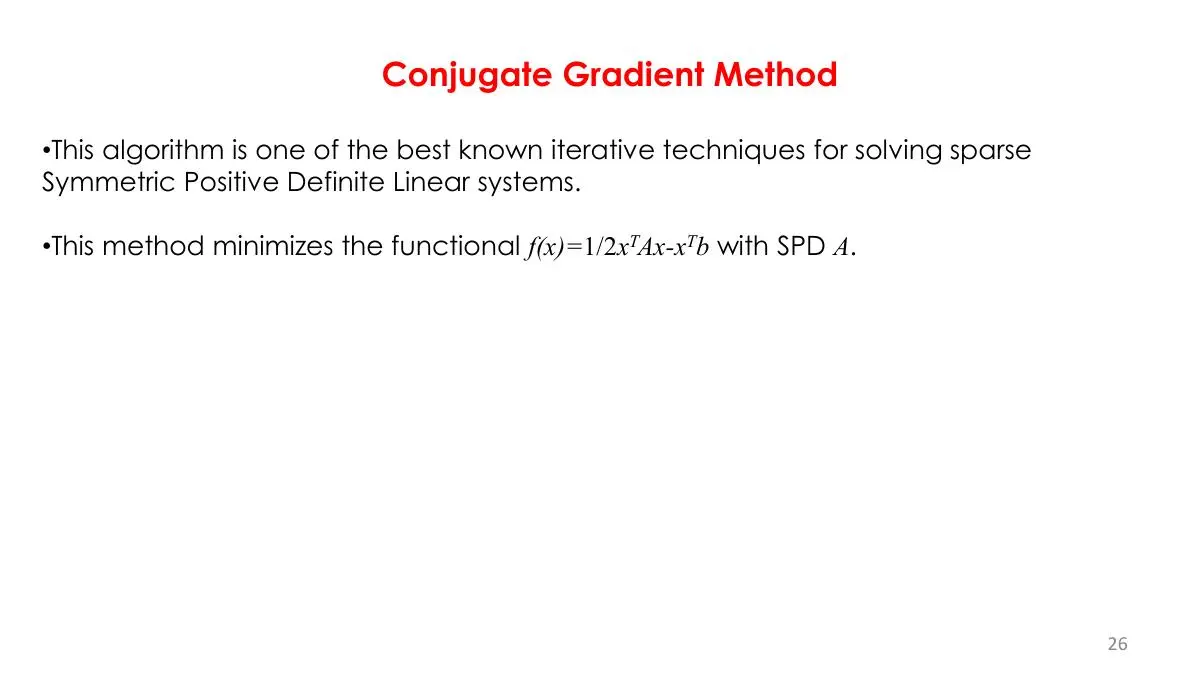 Conjugate Gradient Method
•This algorithm is one of the best known iterative techniques for solving sparse
Symmetric Positive Definite Linear systems.
•This method minimizes the functional f(x)=1/2xᵀAx-xᵀb with SPD A.
26